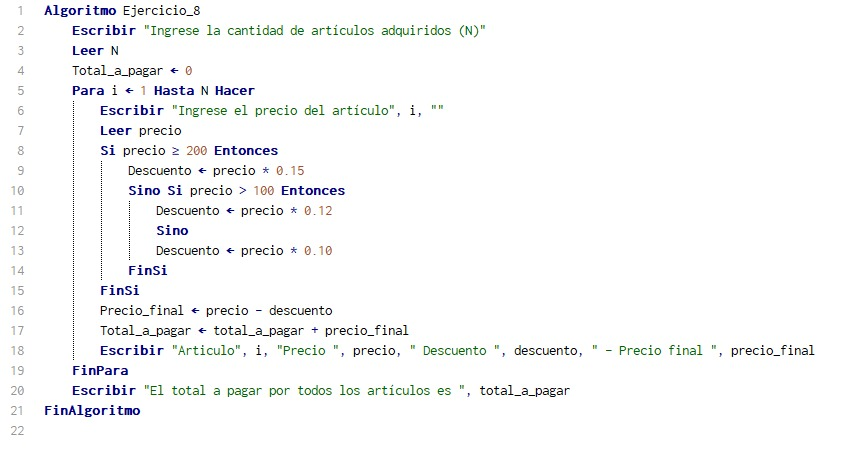 1 Algoritmo Ejercicio_8
2 Escribir "Ingrese la cantidad de artículos adquiridos (N)"
3 Leer N
4 Total_a_pagar ← 0
5 Para i ← 1 Hasta N Hacer
6 Escribir "Ingrese el precio del artículo", i, ""
7 Leer precio
8 Si precio ≥ 200 Entonces
9 Descuento ← precio * 0.15
10 Sino Si precio > 100 Entonces
11 Descuento ← precio * 0.12
12 Sino
13 Descuento ← precio * 0.10
14 FinSi
15 FinSi
16 Precio_final ← precio - descuento
17 Total_a_pagar ← total_a_pagar + precio_final
18 Escribir "Articulo", i, "Precio ", precio, " Descuento ", descuento, " - Precio final ", precio_final
19 FinPara
20 Escribir "El total a pagar por todos los artículos es ", total_a_pagar
21 FinAlgoritmo
22